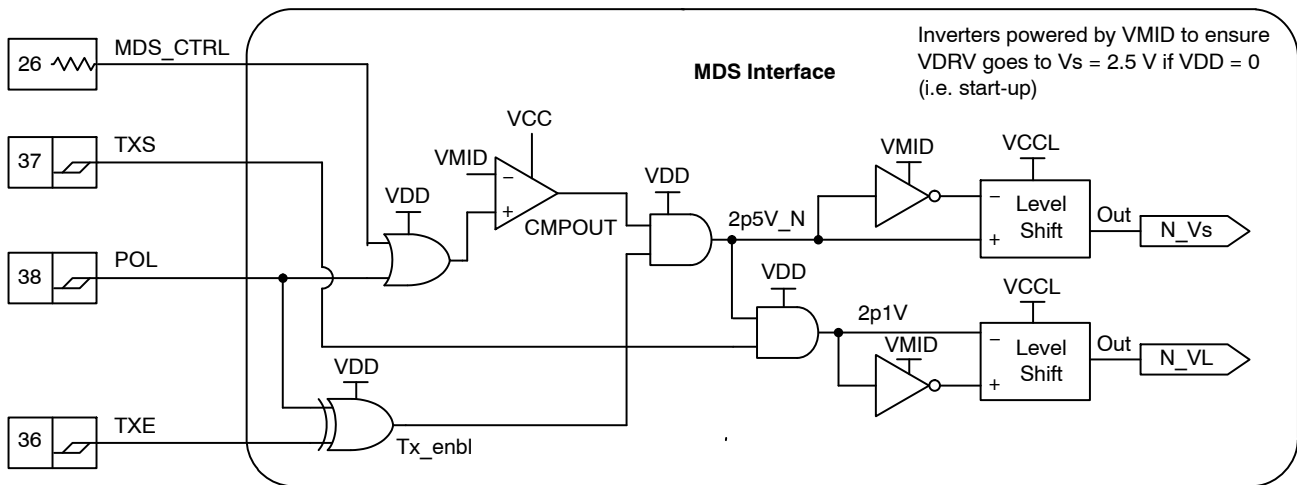 Inverters powered by VMID to ensure
VDRV goes to Vs = 2.5 V if VDD = 0
(i.e. start-up)
MDS Interface
26
MDS_CTRL
37
TXS
38
POL
36
TXE
VCC
VMID
−
+
CMPOUT
VDD
VDD
2p5V_N
VMID
VCCL
−
Level
Shift
+
Out
N_Vs
VDD
2p1V
VMID
VCCL
−
Level
Shift
+
Out
N_VL
VDD
Tx_enbl